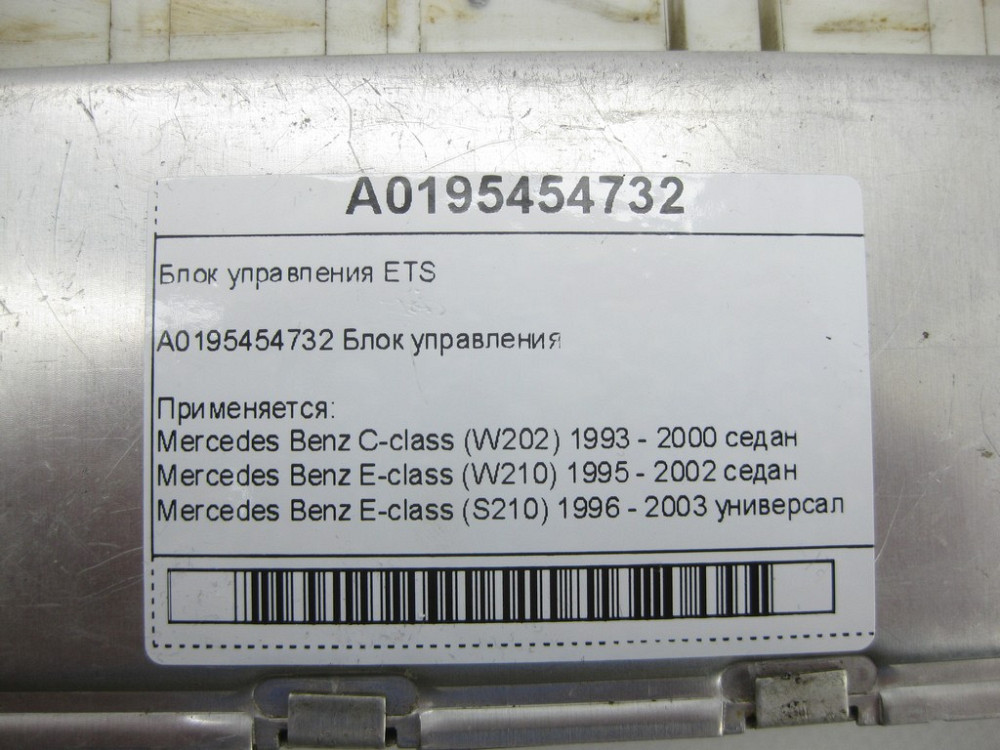 A0195454732
Блок управления ETS
A0195454732 Блок управления
Применяется:
Mercedes Benz C-class (W202) 1993 - 2000 седан
Mercedes Benz E-class (W210) 1995 - 2002 седан
Mercedes Benz E-class (S210) 1996 - 2003 универсал